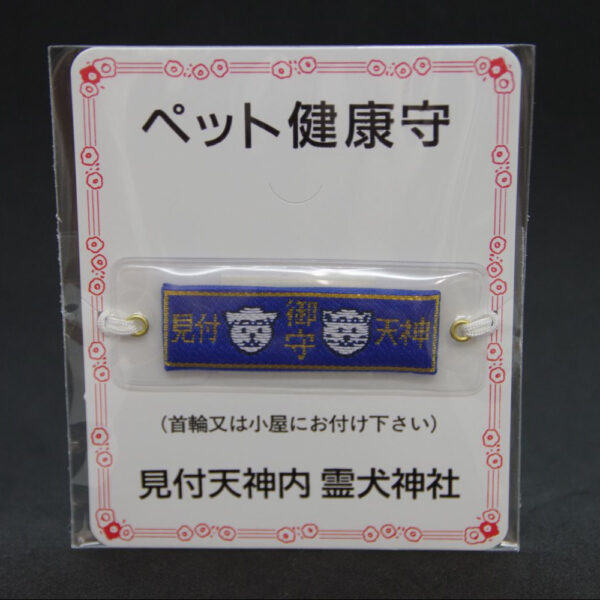 ペット健康守
見付 御守 天神
（首輪又は小屋にお付け下さい）
見付天神内 霊犬神社